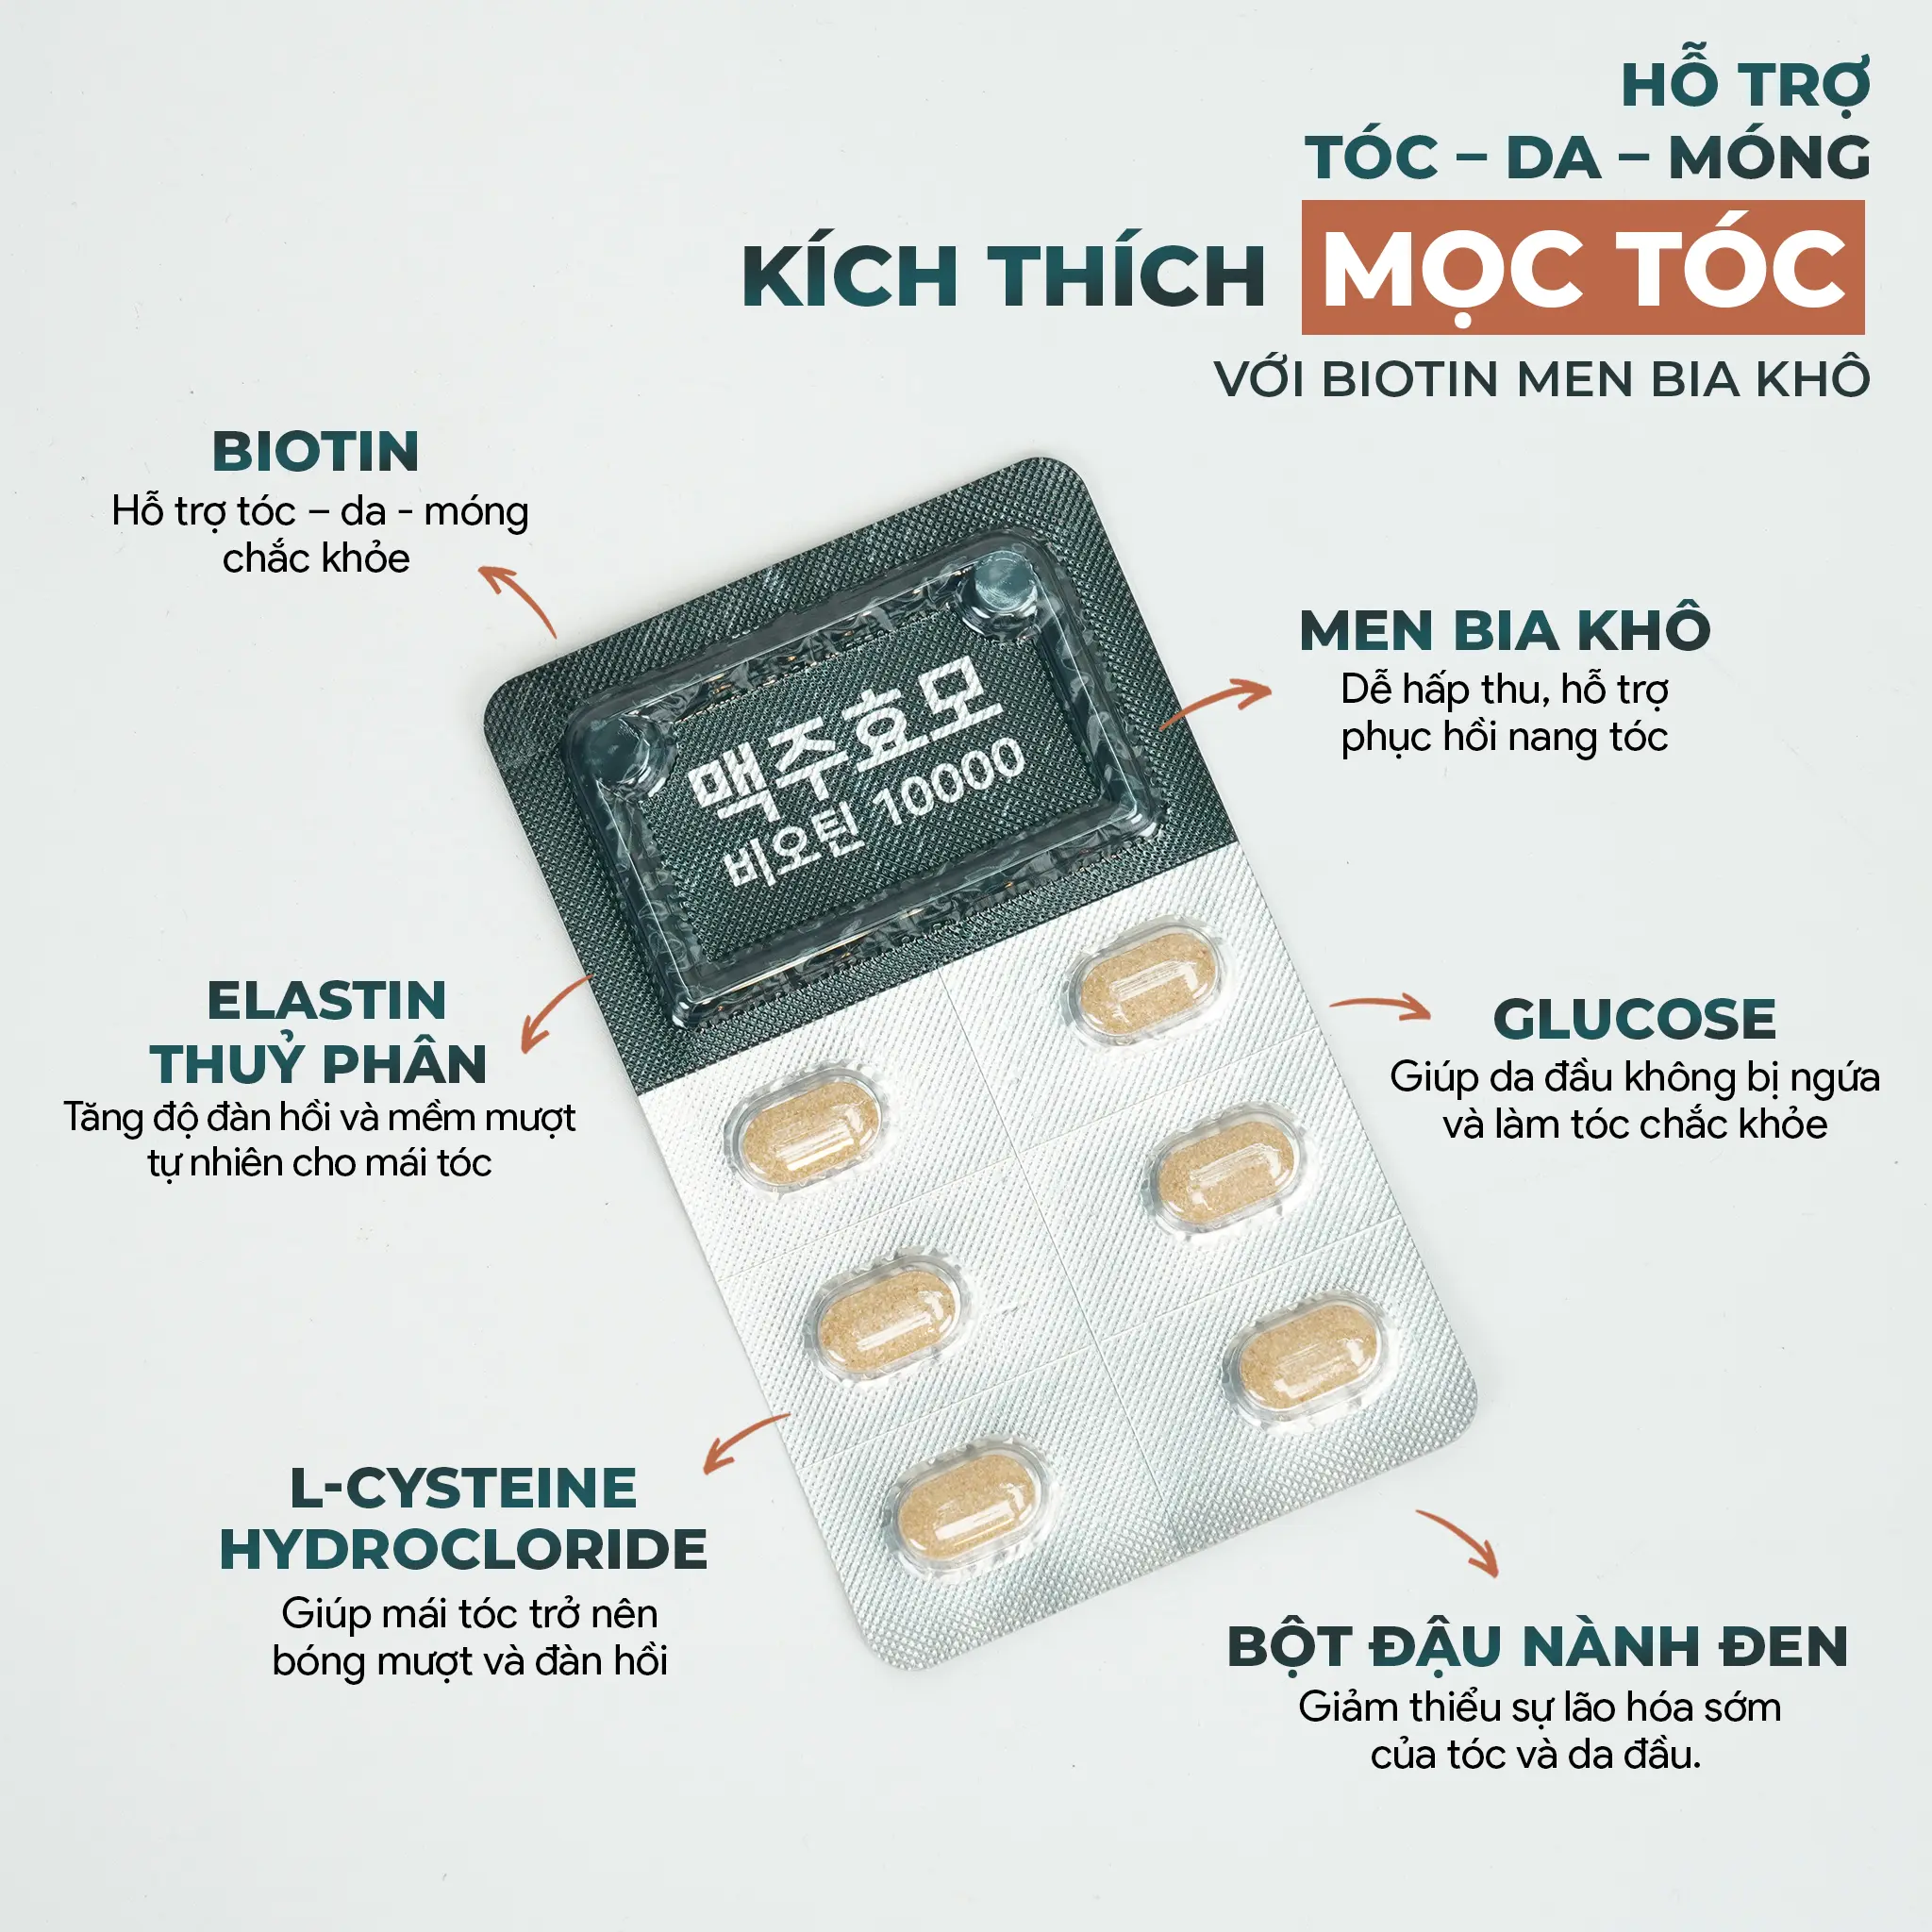 HỖ TRỢ
TÓC – DA – MÓNG
KÍCH THÍCH MỌC TÓC
VỚI BIOTIN MEN BIA KHÔ
BIOTIN
Hỗ trợ tóc – da - móng
chắc khỏe
MEN BIA KHÔ
Dễ hấp thu, hỗ trợ
phục hồi nang tóc
맥주효모
비오틴 10000
ELASTIN
THUỶ PHÂN
Tăng độ đàn hồi và mềm mượt
tự nhiên cho mái tóc
GLUCOSE
Giúp da đầu không bị ngứa
và làm tóc chắc khỏe
L-CYSTEINE
HYDROCLORIDE
Giúp mái tóc trở nên
bóng mượt và đàn hồi
BỘT ĐẬU NÀNH ĐEN
Giảm thiểu sự lão hóa sớm
của tóc và da đầu.